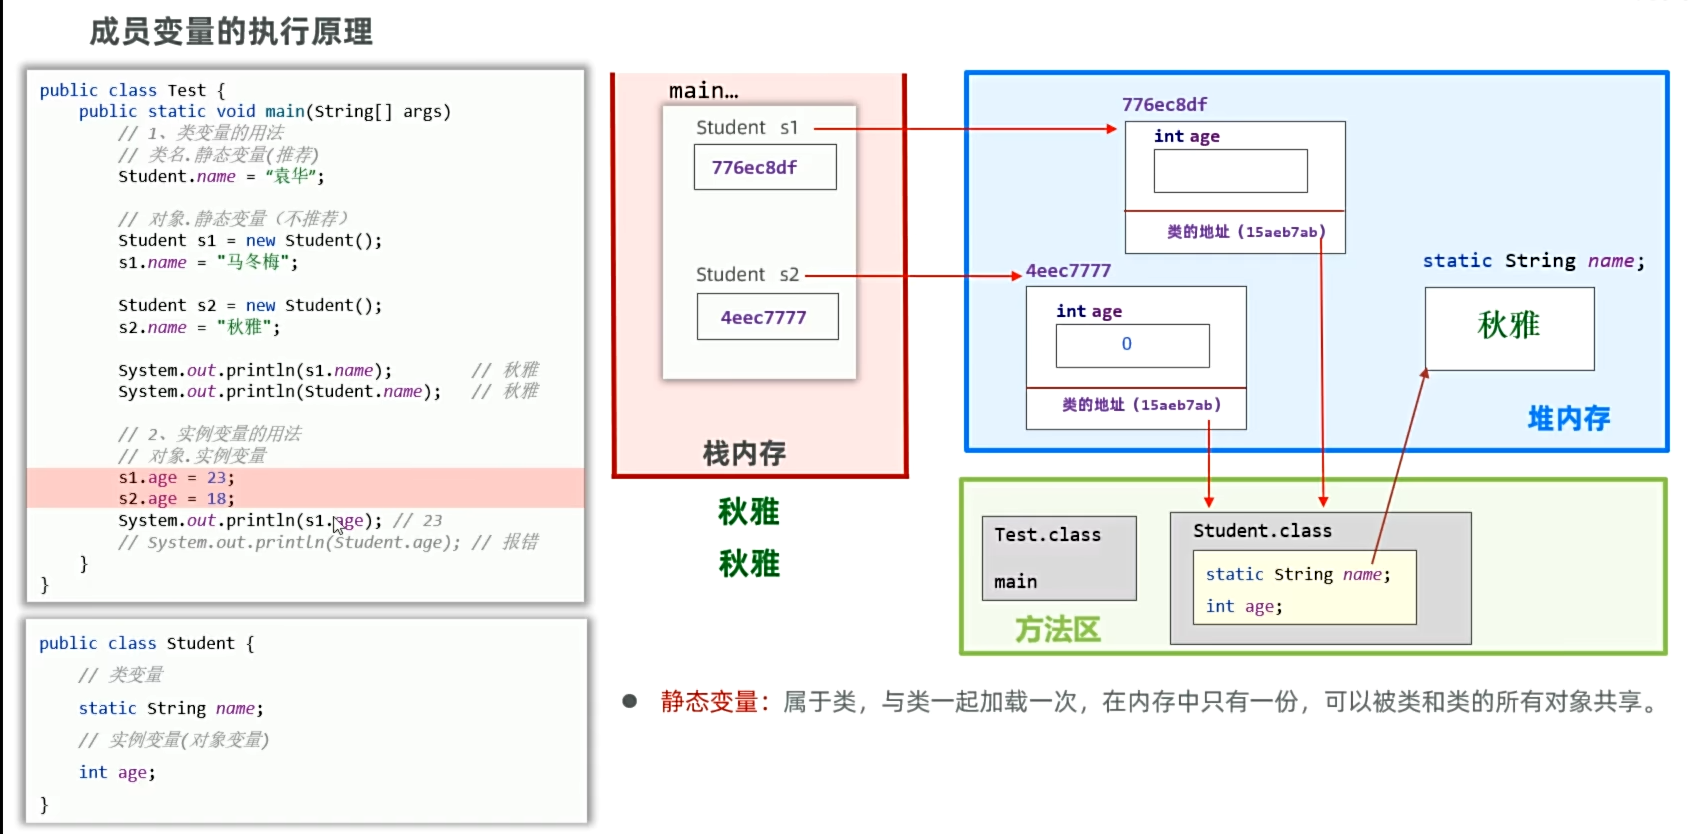 成员变量的执行原理
public class Test {
    public static void main(String[] args)
        // 1、类变量的用法
        // 类名.静态变量(推荐)
        Student.name = “袁华”;
        // 对象.静态变量（不推荐）
        Student s1 = new Student();
        s1.name = "马冬梅";
        Student s2 = new Student();
        s2.name = "秋雅";
        System.out.println(s1.name);        // 秋雅
        System.out.println(Student.name);   // 秋雅
        // 2、实例变量的用法
        // 对象.实例变量
        s1.age = 23;
        s2.age = 18;
        System.out.println(s1.age); // 23
        // System.out.println(Student.age); // 报错
    }
}
public class Student {
    // 类变量
    static String name;
    // 实例变量(对象变量)
    int age;
}
main…
Student s1
776ec8df
Student s2
4eec7777
栈内存
秋雅
秋雅
776ec8df
int age
类的地址（15aeb7ab）
4eec7777
int age
0
类的地址（15aeb7ab）
static String name;
秋雅
堆内存
Test.class
main
方法区
Student.class
static String name;
int age;
● 静态变量：属于类，与类一起加载一次，在内存中只有一份，可以被类和类的所有对象共享。